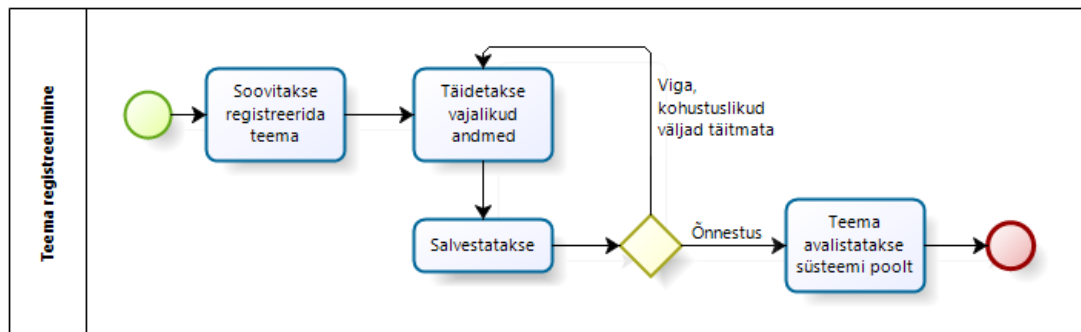 Teema registreerimine
Soovitakse
registreerida
teema
Täidetakse
vajalikud
andmed
Viga,
kohustuslikud
väljad täitmata
Salvestatakse
Õnnestus
Teema
avalistatakse
süsteemi poolt